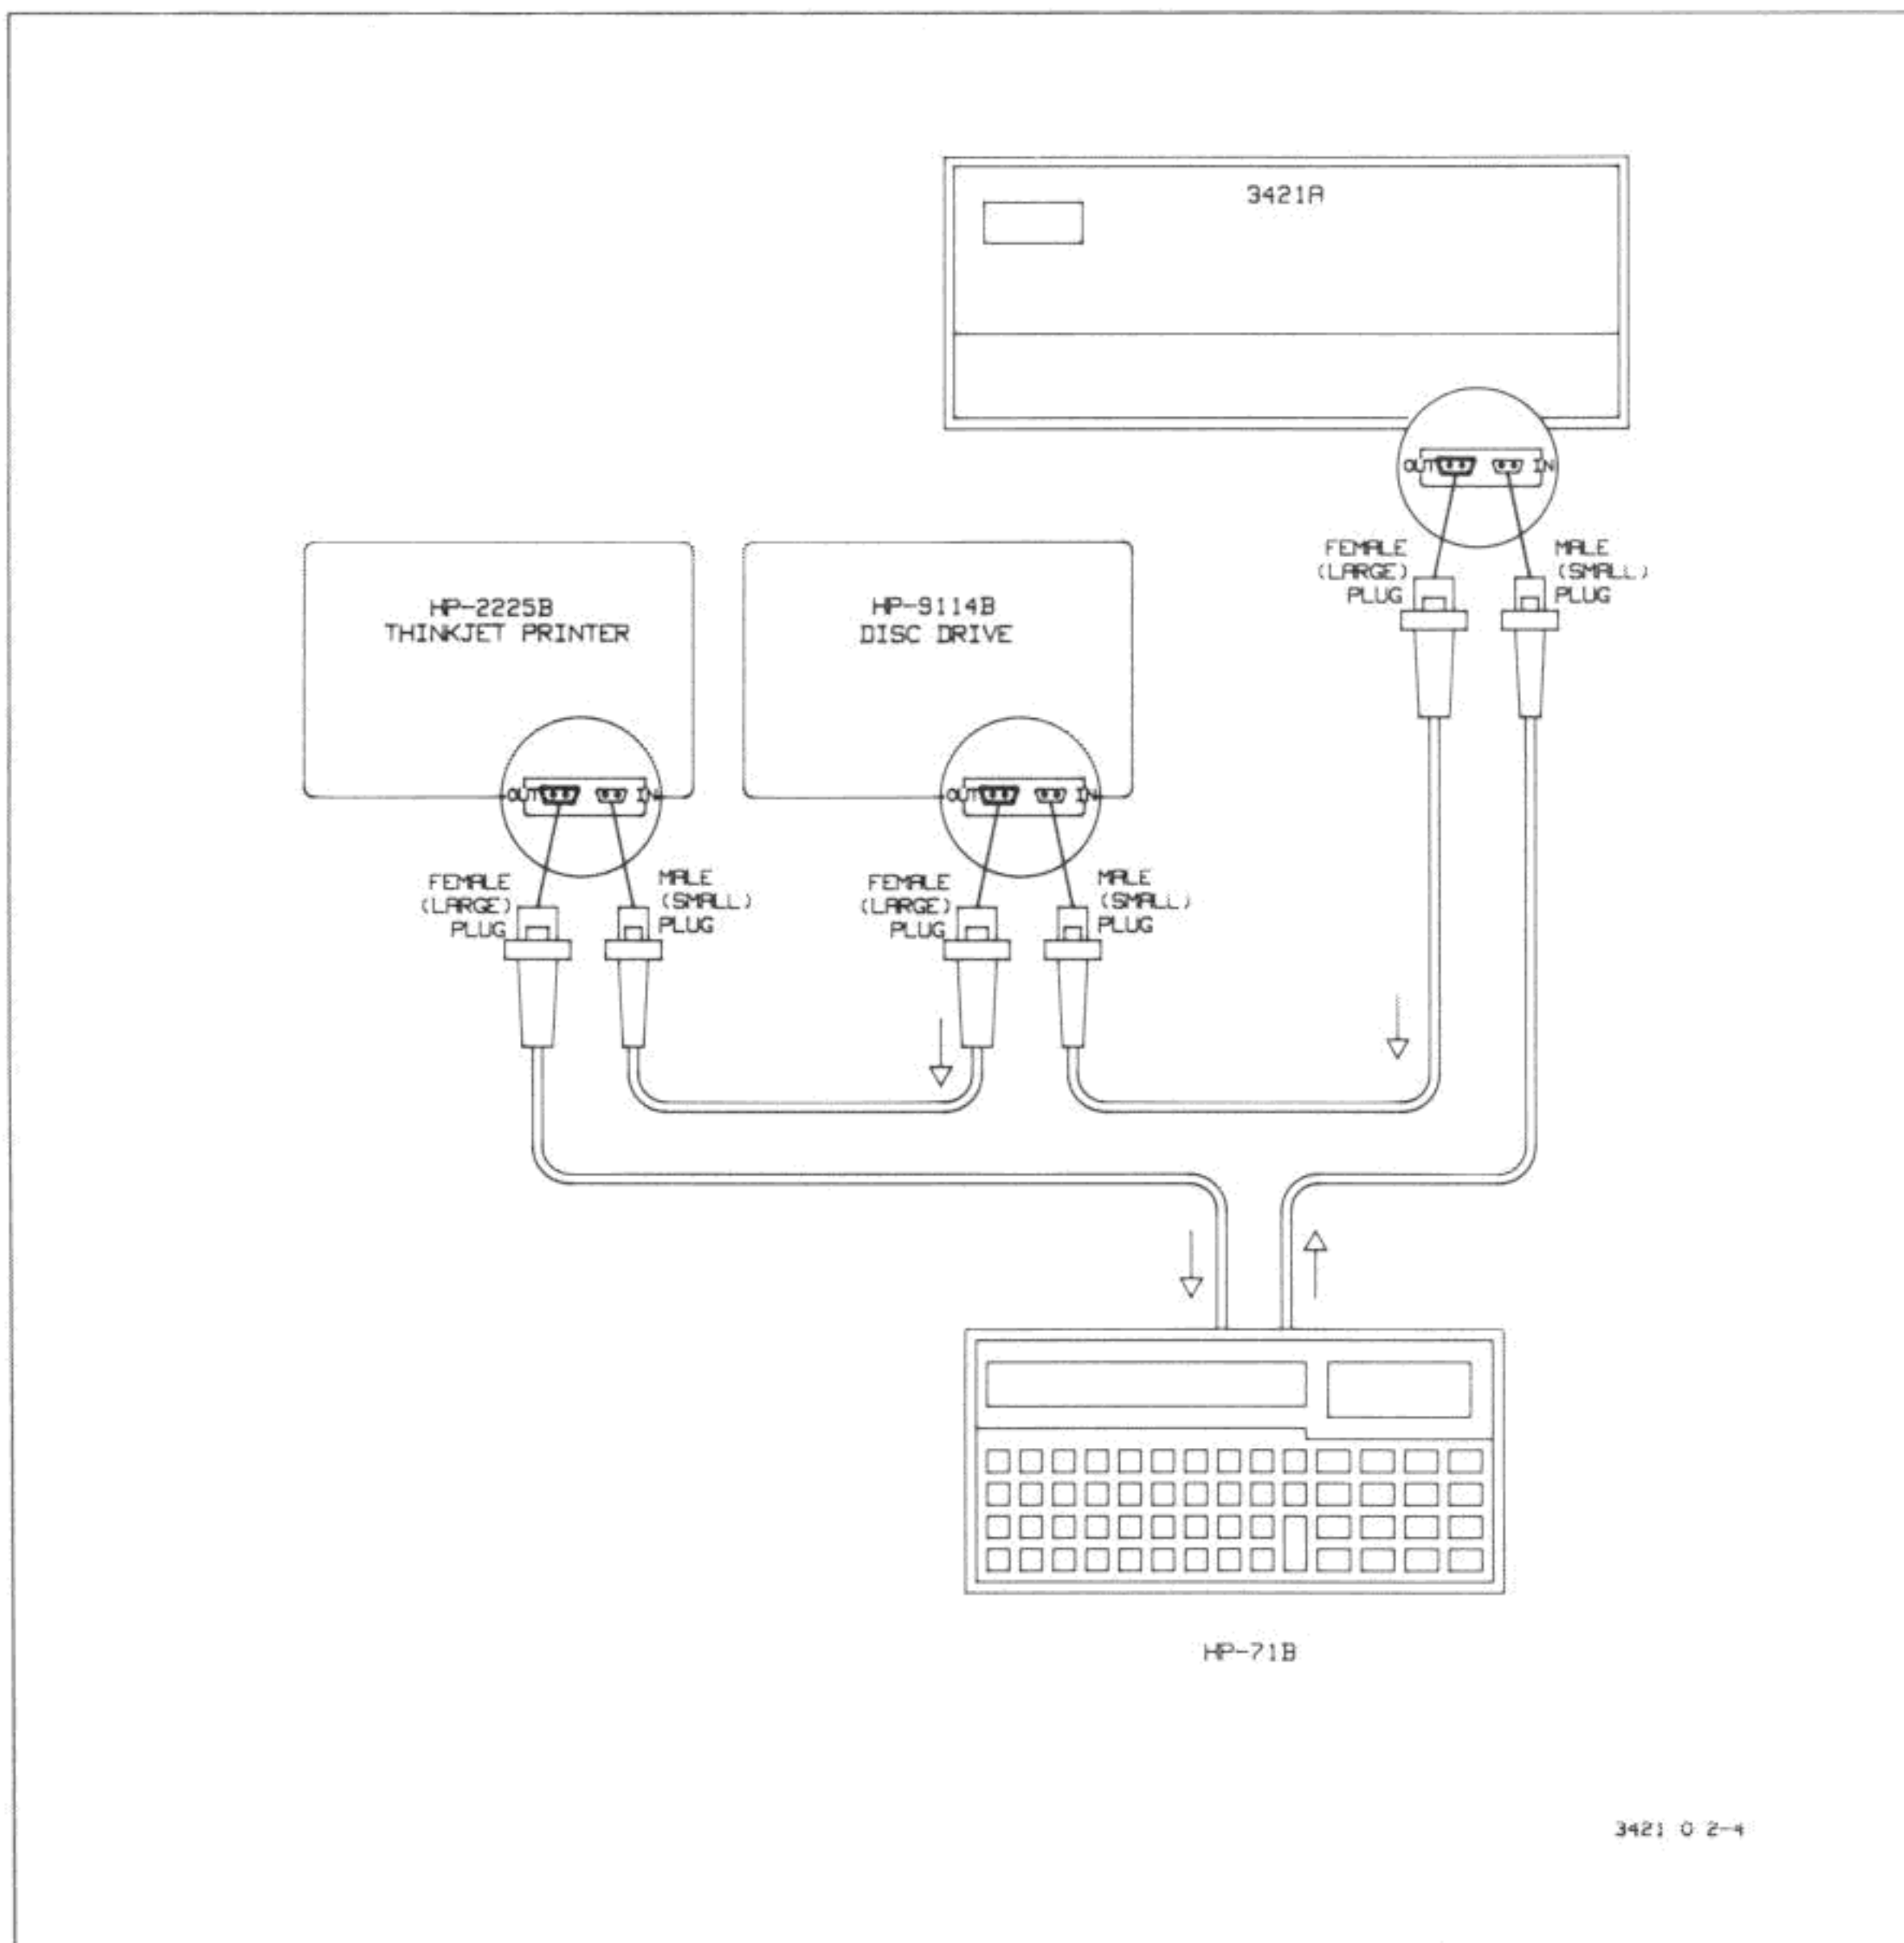 3421A
OUT IN
FEMALE
(LARGE)
PLUG
MALE
(SMALL)
PLUG
HP-2225B
THINKJET PRINTER
HP-9114B
DISC DRIVE
OUT IN
OUT IN
FEMALE
(LARGE)
PLUG
MALE
(SMALL)
PLUG
FEMALE
(LARGE)
PLUG
MALE
(SMALL)
PLUG
HP-71B
3421 O 2-4